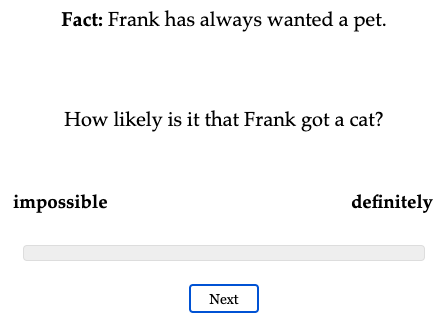 Fact: Frank has always wanted a pet.
How likely is it that Frank got a cat?
impossible definitely
Next